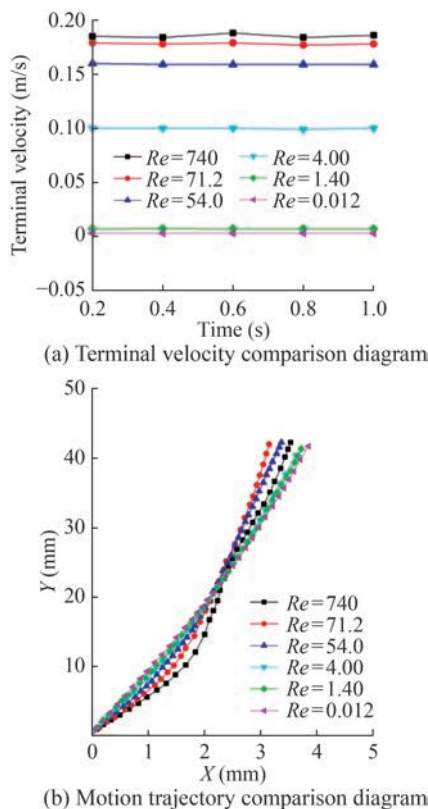 0.20
0.15
0.10
0.05
0
−0.05
Terminal velocity (m/s)
Re=740
Re=4.00
Re=71.2
Re=1.40
Re=54.0
Re=0.012
0.2 0.4 0.6 0.8 1.0
Time (s)
(a) Terminal velocity comparison diagram
50
40
30
20
10
Y (mm)
Re=740
Re=71.2
Re=54.0
Re=4.00
Re=1.40
Re=0.012
0 1 2 3 4 5
X (mm)
(b) Motion trajectory comparison diagram